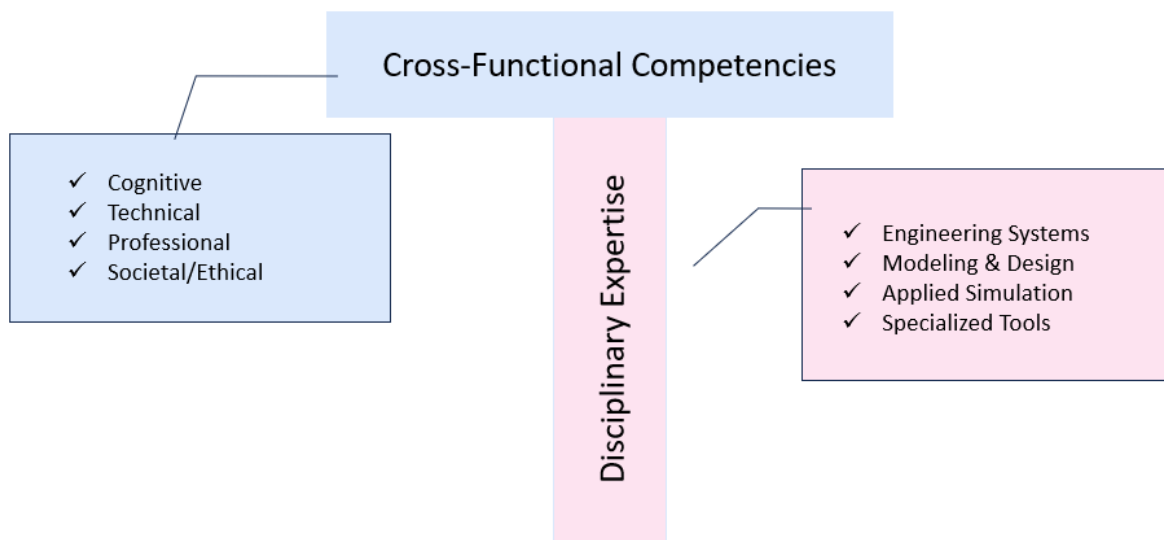 Cross-Functional Competencies
✓ Cognitive
✓ Technical
✓ Professional
✓ Societal/Ethical
Disciplinary Expertise
✓ Engineering Systems
✓ Modeling & Design
✓ Applied Simulation
✓ Specialized Tools